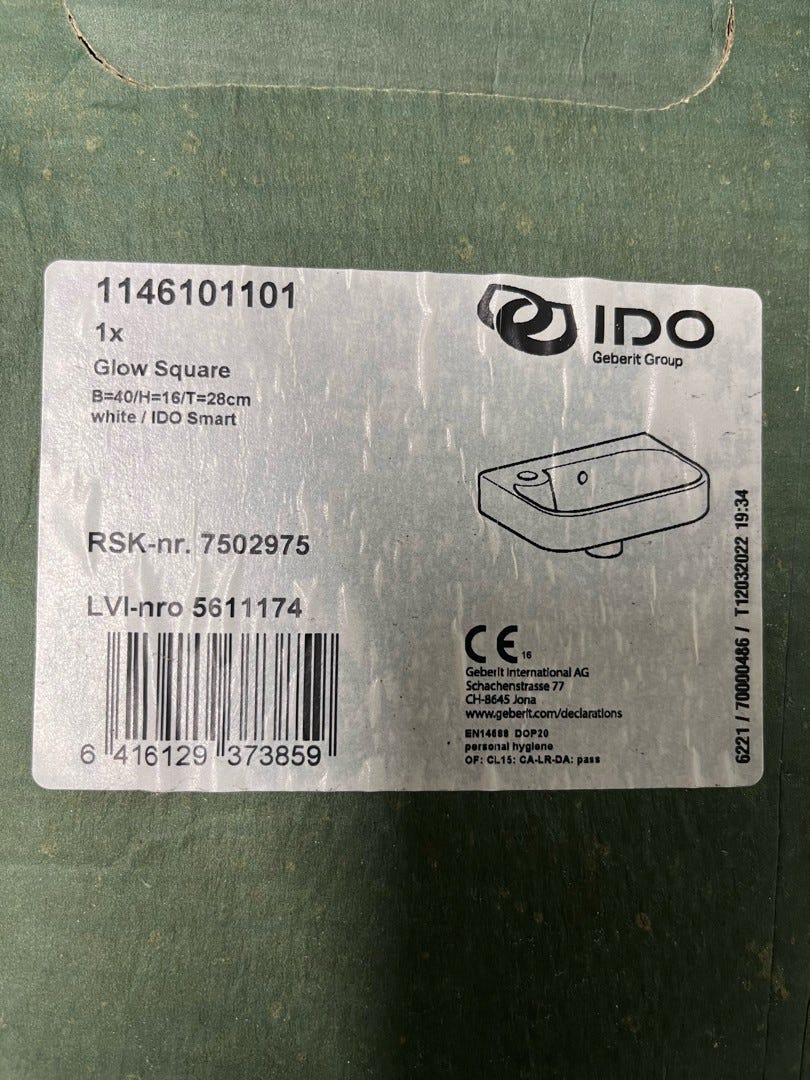 1146101101
1x
Glow Square
B=40/H=16/T=28cm
white / IDO Smart
IDO
Geberit Group
RSK-nr. 7502975
LVI-nro 5611174
6 416129 373859
CE 16
Geberit International AG
Schachenstrasse 77
CH-8645 Jona
www.geberit.com/declarations
EN14688 DOP20
personal hygiene
OF: CL15: CA-LR-DA: pass
6221 / 70000486 / T12032022 19:34